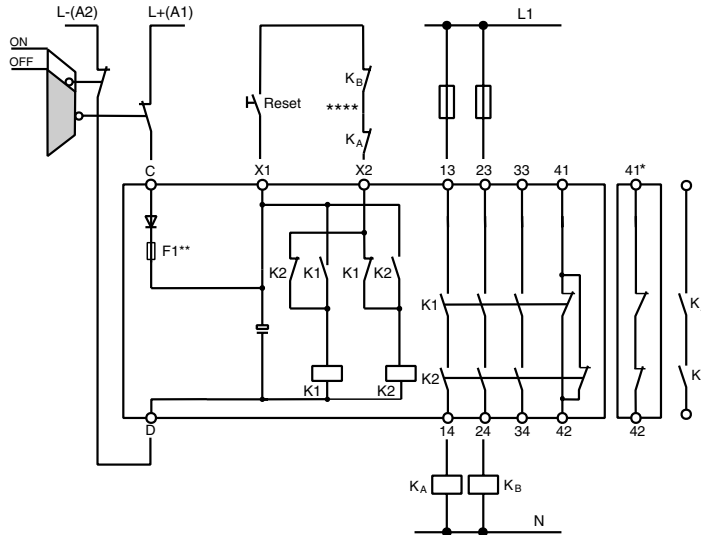 L-(A2)
L+(A1)
L1
ON
OFF
Reset
KB
****
KA
C
X1
X2
13
23
33
41
41*
F1**
K2
K1
K1
K2
K1
K
K2
K
K1
K2
D
14
24
34
42
42
KA
KB
N